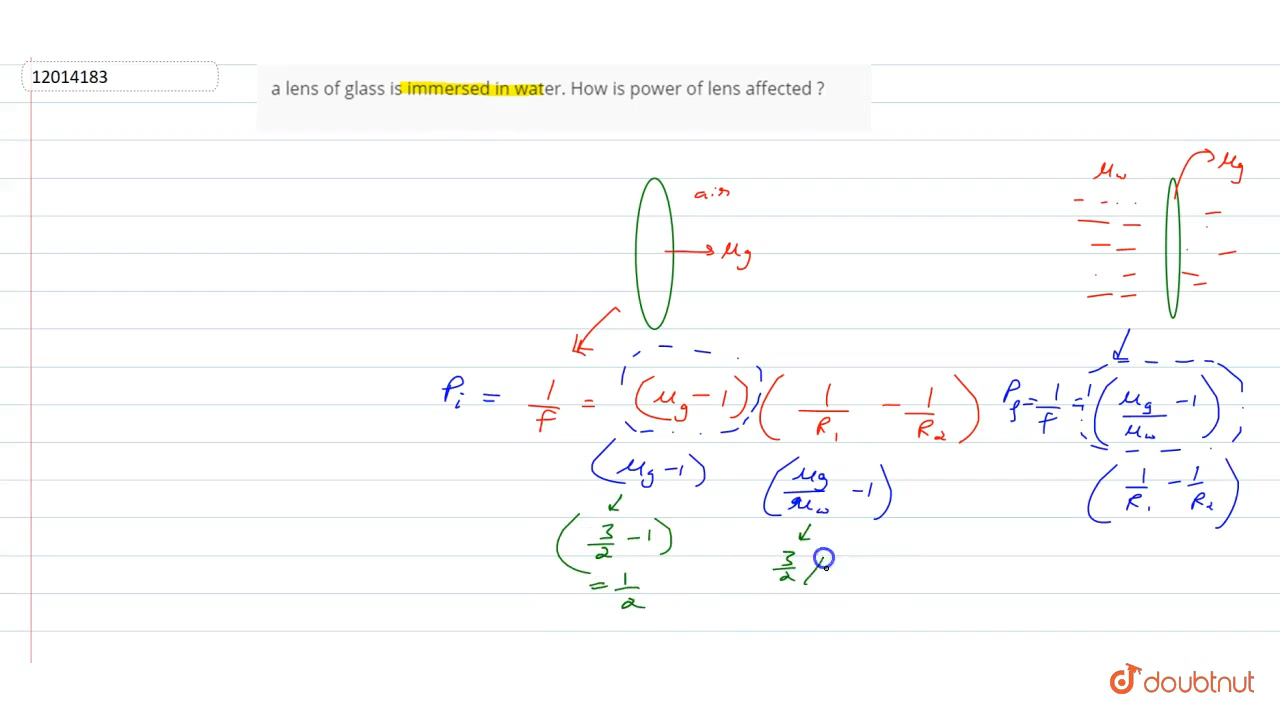 12014183
a lens of glass is immersed in water. How is power of lens affected ?
air
μg
μw
μg
Pi = 1/F = (μg − 1) (1/R1 − 1/R2)
Pf = 1/F = (μg/μw − 1)
(1/R1 − 1/R2)
(μg − 1) (μg/μw − 1)
(3/2 − 1) 3/2 /
= 1/2
doubtnut